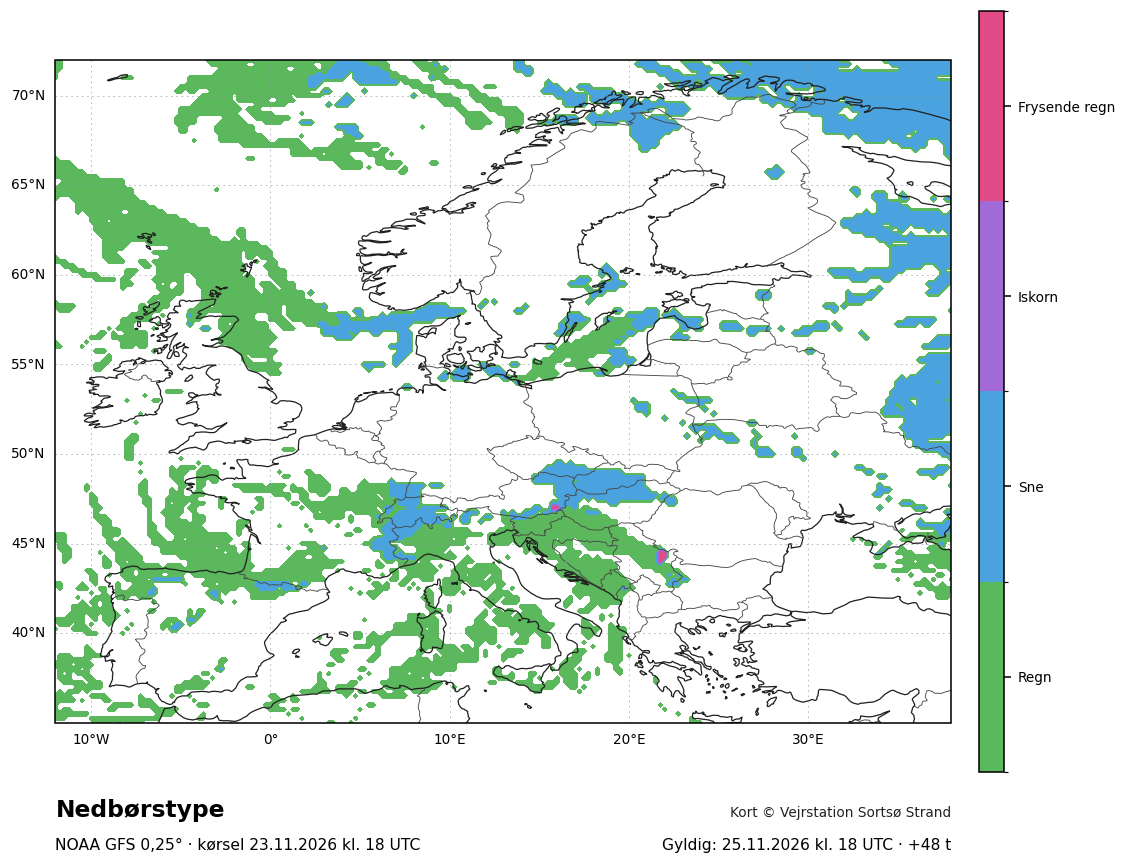 70°N
65°N
60°N
55°N
50°N
45°N
40°N
10°W
0°
10°E
20°E
30°E
Frysende regn
Iskorn
Sne
Regn
Nedbørstype
Kort © Vejrstation Sortsø Strand
NOAA GFS 0,25° · kørsel 23.11.2026 kl. 18 UTC
Gyldig: 25.11.2026 kl. 18 UTC · +48 t